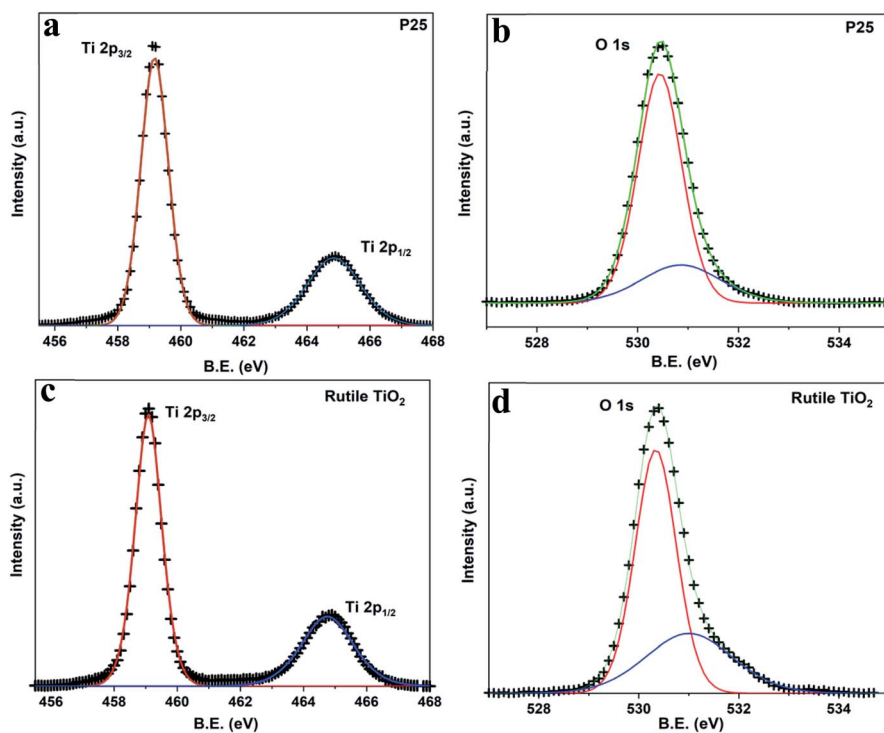 a
P25
Ti 2p3/2
Ti 2p1/2
Intensity (a.u.)
456 458 460 462 464 466 468
B.E. (eV)
b
P25
O 1s
Intensity (a.u.)
528 530 532 534
B.E. (eV)
c
Rutile TiO2
Ti 2p3/2
Ti 2p1/2
Intensity (a.u.)
456 458 460 462 464 466 468
B.E. (eV)
d
Rutile TiO2
O 1s
Intensity (a.u.)
528 530 532 534
B.E. (eV)